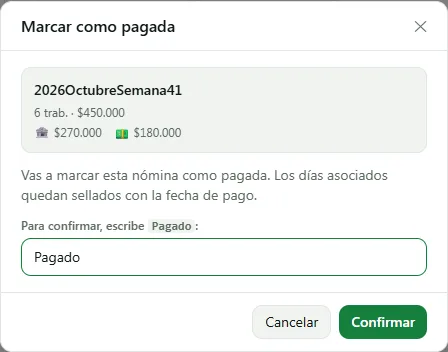 Marcar como pagada
2026OctubreSemana41
6 trab. · $450.000
$270.000 $180.000
Vas a marcar esta nómina como pagada. Los días asociados
quedan sellados con la fecha de pago.
Para confirmar, escribe Pagado :
Pagado
Cancelar Confirmar